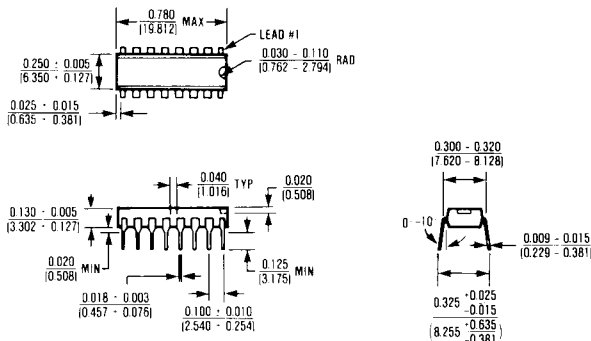 0.780
(19.812) MAX
LEAD #1
0.030 - 0.110
(0.762 - 2.794) RAD
0.250 ± 0.005
(6.350 ± 0.127)
0.025 ± 0.015
(0.635 ± 0.381)
0.040
(1.016) TYP
0.020
(0.508)
0.130 ± 0.005
(3.302 ± 0.127)
0.020
(0.508) MIN
0.125
(3.175) MIN
0.018 ± 0.003
(0.457 ± 0.076)
0.100 ± 0.010
(2.540 ± 0.254)
0.300 - 0.320
(7.620 - 8.128)
0°-10°
0.009 - 0.015
(0.229 - 0.381)
0.325 +0.025
-0.015
(8.255 +0.635
-0.381)